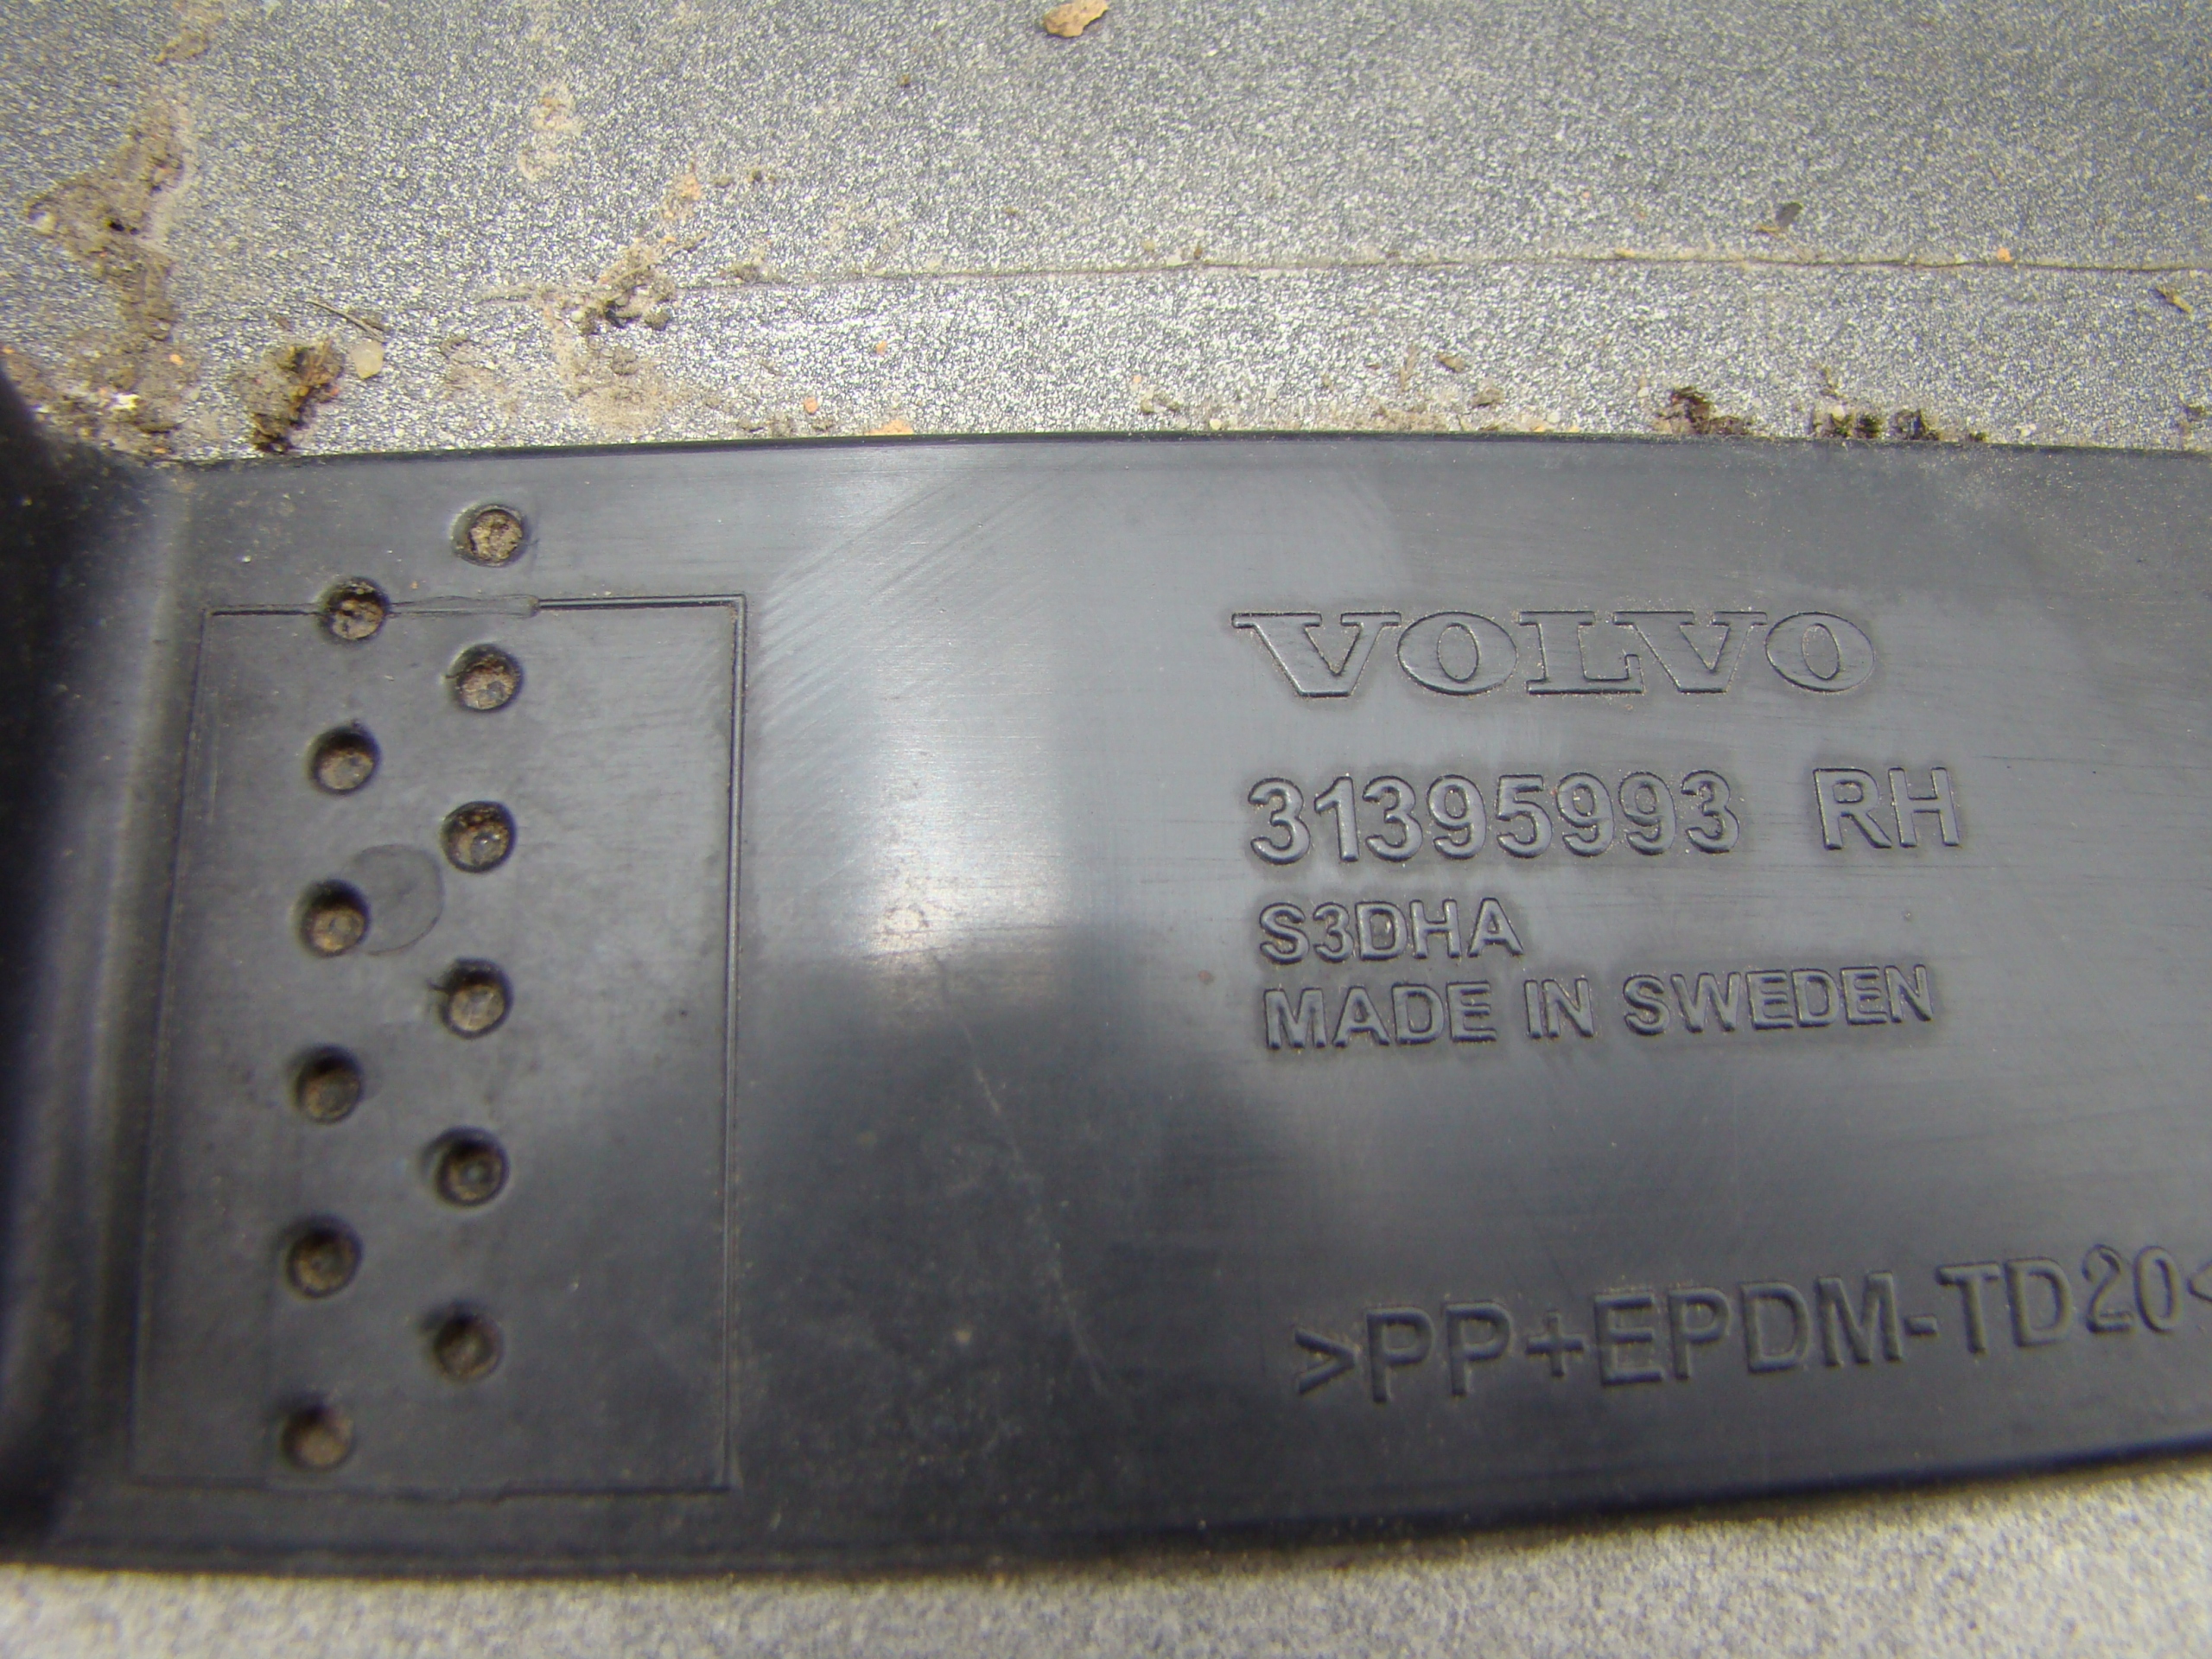 VOLVO
31395993 RH
S3DHA
MADE IN SWEDEN
>PP+EPDM-TD20<